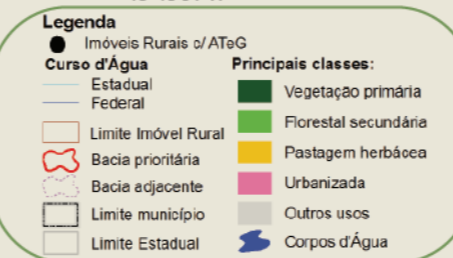 Legenda
Imóveis Rurais c/ ATeG
Curso d'Água
Estadual
Federal
Limite Imóvel Rural
Bacia prioritária
Bacia adjacente
Limite município
Limite Estadual
Principais classes:
Vegetação primária
Florestal secundária
Pastagem herbácea
Urbanizada
Outros usos
Corpos d'Água